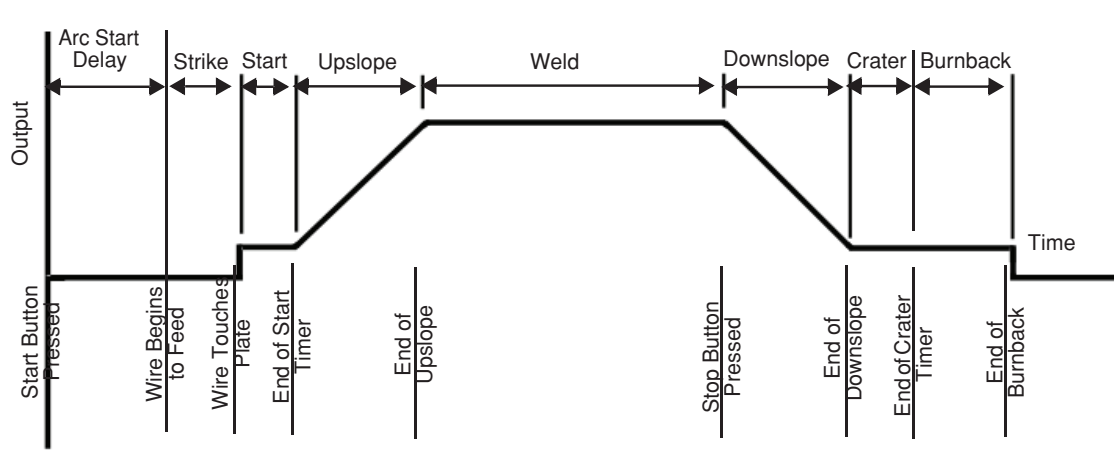 Arc Start
Delay
Strike
Start
Upslope
Weld
Downslope
Crater
Burnback
Output
Time
Start Button
Pressed
Wire Begins
to Feed
Wire Touches
Plate
End of Start
Timer
End of
Upslope
Stop Button
Pressed
End of
Downslope
End of Crater
Timer
End of
Burnback